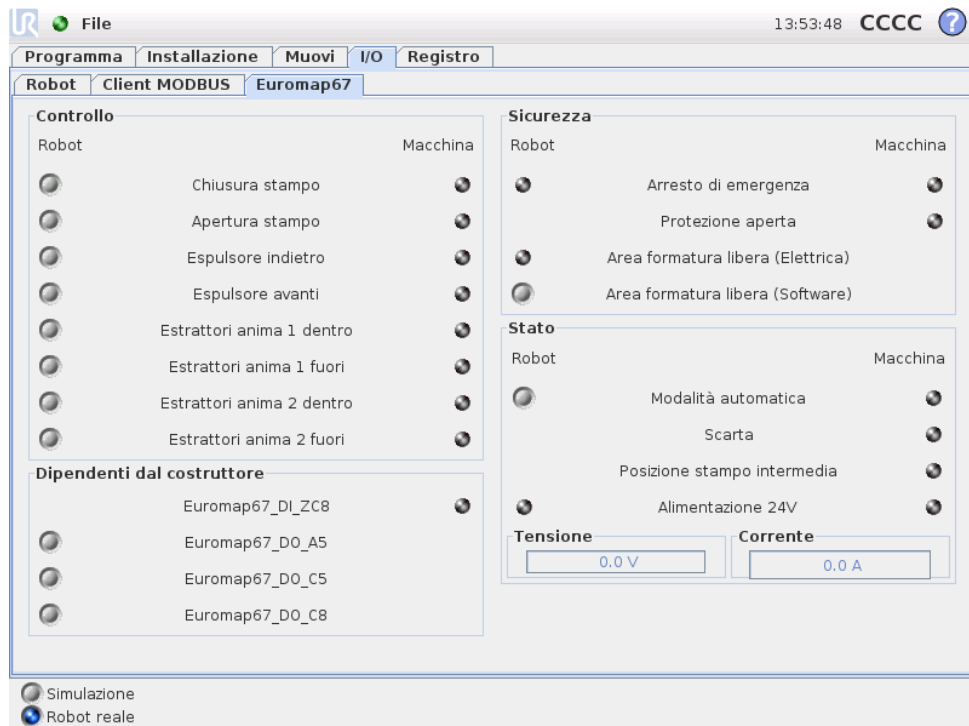 UR File 13:53:48 CCCC ?
Programma Installazione Muovi I/O Registro
Robot Client MODBUS Euromap67
Controllo
Robot Macchina
Chiusura stampo
Apertura stampo
Espulsore indietro
Espulsore avanti
Estrattori anima 1 dentro
Estrattori anima 1 fuori
Estrattori anima 2 dentro
Estrattori anima 2 fuori
Dipendenti dal costruttore
Euromap67_DI_ZC8
Euromap67_DO_A5
Euromap67_DO_C5
Euromap67_DO_C8
Sicurezza
Robot Macchina
Arresto di emergenza
Protezione aperta
Area formatura libera (Elettrica)
Area formatura libera (Software)
Stato
Robot Macchina
Modalità automatica
Scarta
Posizione stampo intermedia
Alimentazione 24V
Tensione Corrente
0.0 V 0.0 A
Simulazione
Robot reale